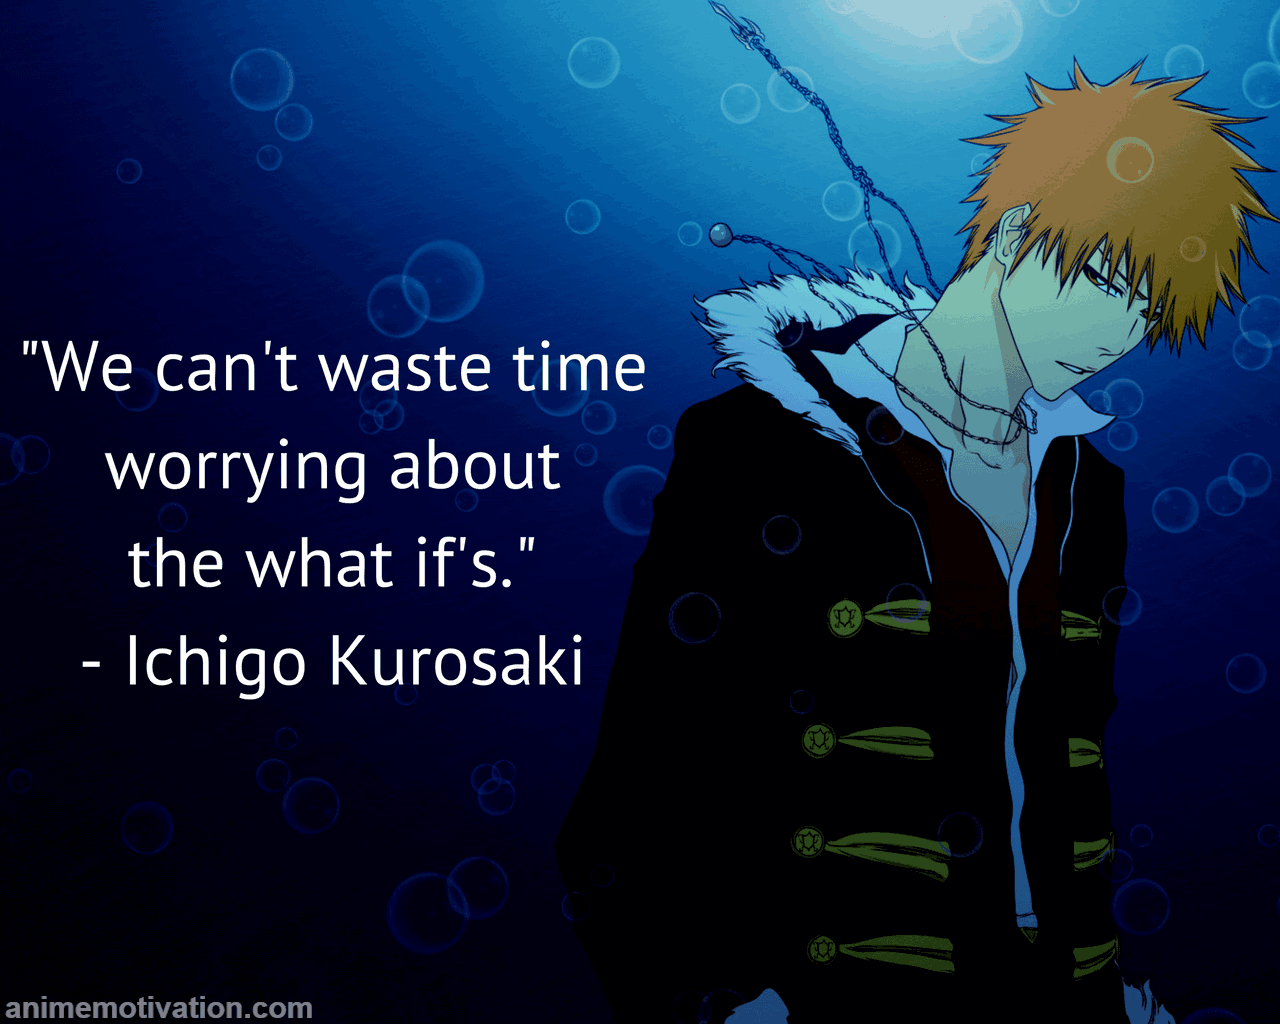 "We can't waste time
worrying about
the what if's."
- Ichigo Kurosaki
animemotivation.com